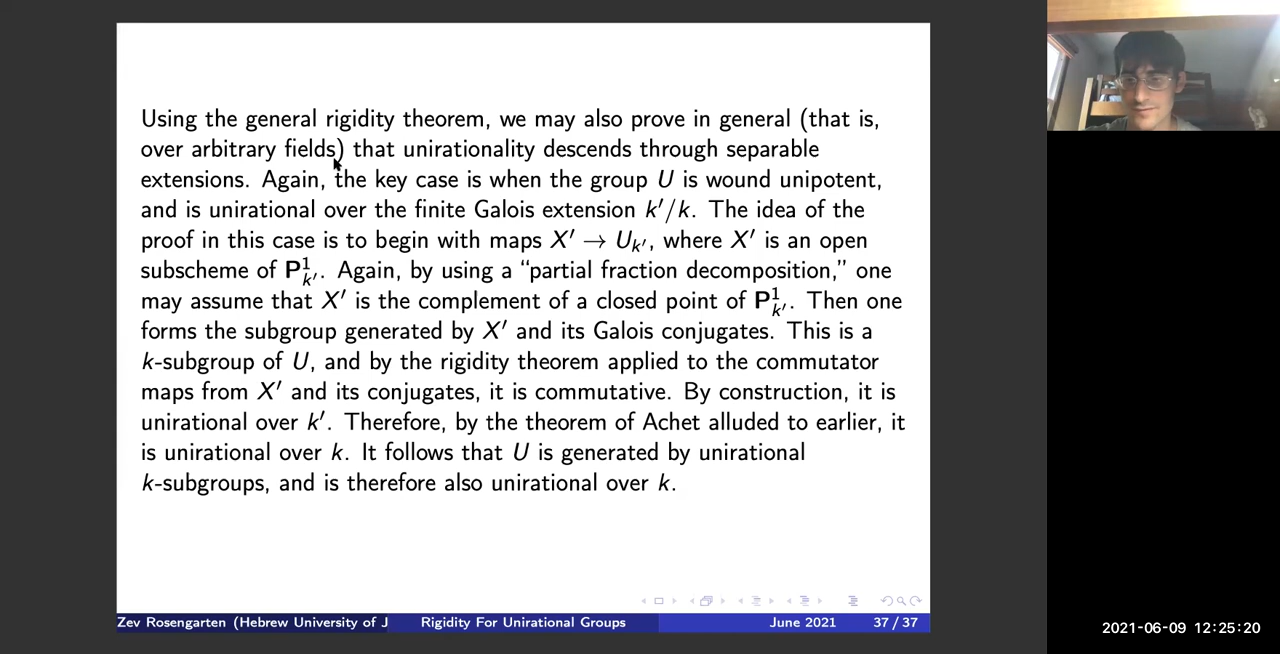 Using the general rigidity theorem, we may also prove in general (that is,
over arbitrary fields) that unirationality descends through separable
extensions. Again, the key case is when the group U is wound unipotent,
and is unirational over the finite Galois extension k′/k. The idea of the
proof in this case is to begin with maps X′ → U_{k′}, where X′ is an open
subscheme of P^1_{k′}. Again, by using a “partial fraction decomposition,” one
may assume that X′ is the complement of a closed point of P^1_{k′}. Then one
forms the subgroup generated by X′ and its Galois conjugates. This is a
k-subgroup of U, and by the rigidity theorem applied to the commutator
maps from X′ and its conjugates, it is commutative. By construction, it is
unirational over k′. Therefore, by the theorem of Achet alluded to earlier, it
is unirational over k. It follows that U is generated by unirational
k-subgroups, and is therefore also unirational over k.
Zev Rosengarten (Hebrew University of J
Rigidity For Unirational Groups
June 2021
37 / 37
2021-06-09 12:25:20